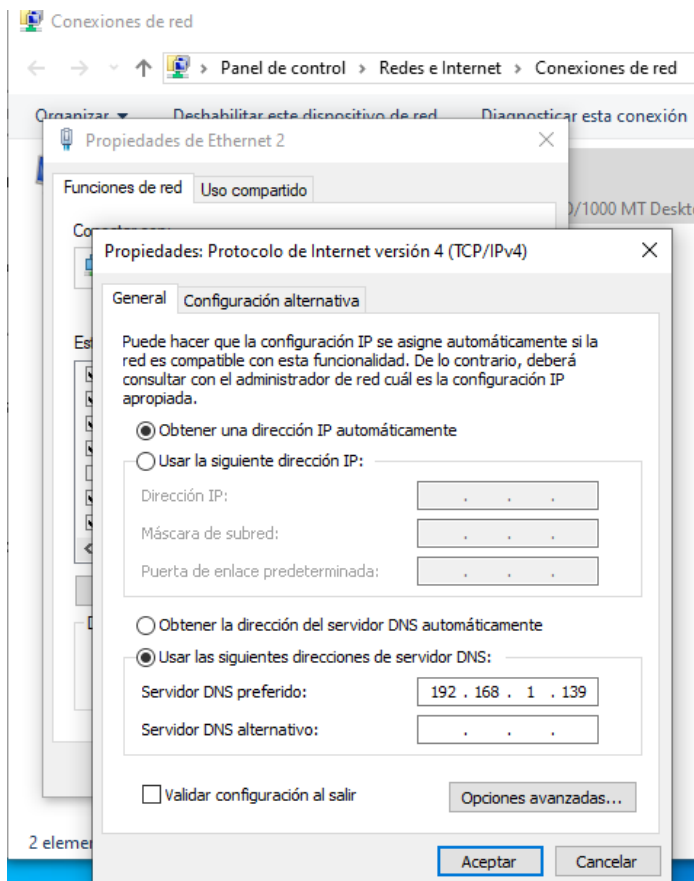 Conexiones de red
Panel de control > Redes e Internet > Conexiones de red
Organizar Deshabilitar este dispositivo de red Diagnosticar esta conexión
Propiedades de Ethernet 2
Funciones de red Uso compartido
/1000 MT Deskt
Propiedades: Protocolo de Internet versión 4 (TCP/IPv4)
General Configuración alternativa
Puede hacer que la configuración IP se asigne automáticamente si la
red es compatible con esta funcionalidad. De lo contrario, deberá
consultar con el administrador de red cuál es la configuración IP
apropiada.
Obtener una dirección IP automáticamente
Usar la siguiente dirección IP:
Dirección IP: . . .
Máscara de subred: . . .
Puerta de enlace predeterminada: . . .
Obtener la dirección del servidor DNS automáticamente
Usar las siguientes direcciones de servidor DNS:
Servidor DNS preferido: 192 . 168 . 1 . 139
Servidor DNS alternativo: . . .
Validar configuración al salir Opciones avanzadas...
2 eleme
Aceptar Cancelar